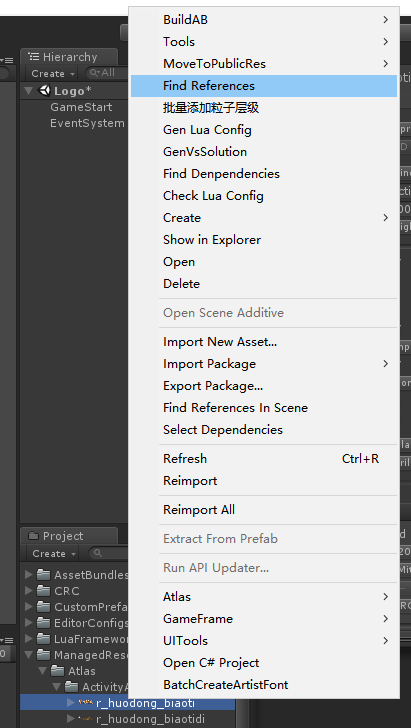 BuildAB
Tools
MoveToPublicRes
Find References
批量添加粒子层级
Gen Lua Config
GenVsSolution
Find Denpendencies
Check Lua Config
Create
Show in Explorer
Open
Delete
Open Scene Additive
Import New Asset...
Import Package
Export Package...
Find References In Scene
Select Dependencies
Refresh Ctrl+R
Reimport
Reimport All
Extract From Prefab
Run API Updater...
Atlas
GameFrame
UITools
Open C# Project
BatchCreateArtistFont
Hierarchy
Create All
Logo*
GameStart
EventSystem
Project
Create
AssetBundles
CRC
CustomPrefa
EditorConfigs
LuaFramewor
ManagedReso
Atlas
ActivityA
r_huodong_biaoti
r_huodong_biaotidi